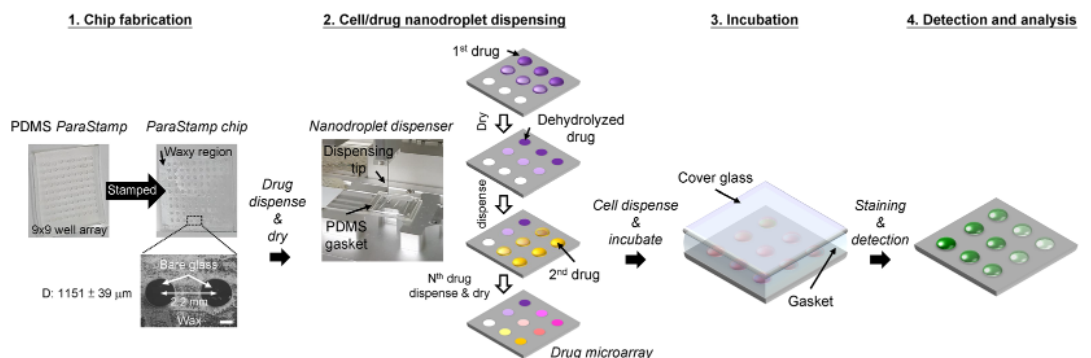 1. Chip fabrication
PDMS ParaStamp
ParaStamp chip
Waxy region
Stamped
9x9 well array
D: 1151 ± 39 μm
Bare glass
2.2 mm
Wax
Drug
dispense
&
dry
2. Cell/drug nanodroplet dispensing
Nanodroplet dispenser
Dispensing
tip
PDMS
gasket
1st drug
Dry
Dehydrolyzed
drug
dispense
2nd drug
Nth drug
dispense & dry
Drug microarray
Cell dispense
&
incubate
3. Incubation
Cover glass
Gasket
Staining
&
detection
4. Detection and analysis